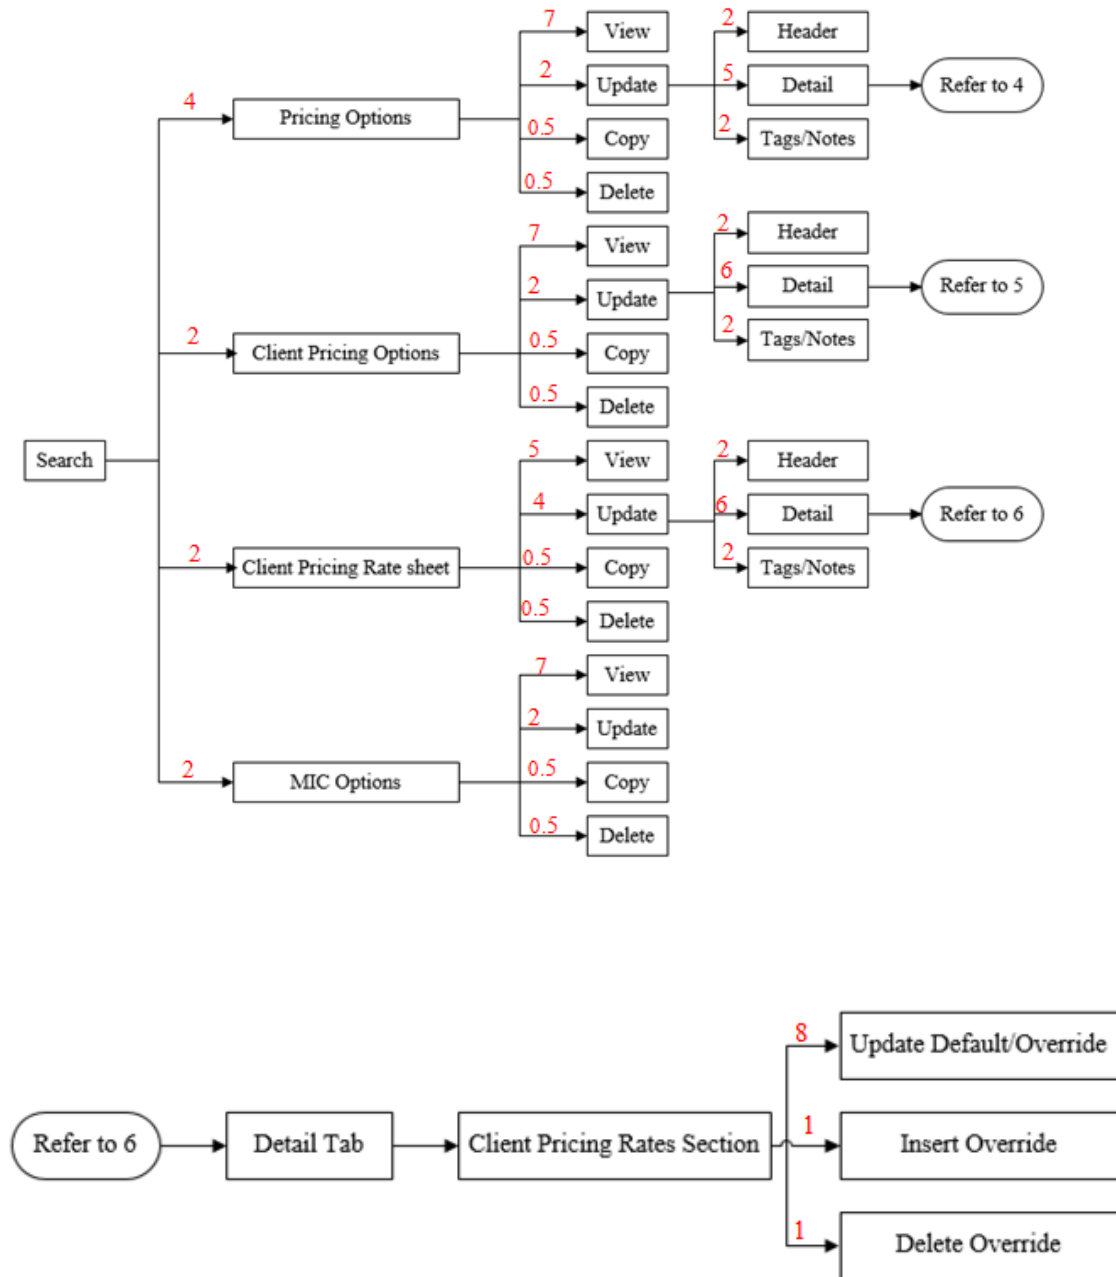 7
View
2
Header
2
Update
5
Detail
Refer to 4
4
Pricing Options
0.5
Copy
2
Tags/Notes
0.5
Delete
7
View
2
Header
2
Update
6
Detail
Refer to 5
2
Client Pricing Options
0.5
Copy
2
Tags/Notes
0.5
Delete
Search
5
View
2
Header
4
Update
6
Detail
Refer to 6
2
Client Pricing Rate sheet
0.5
Copy
2
Tags/Notes
0.5
Delete
7
View
2
Update
2
MIC Options
0.5
Copy
0.5
Delete
8
Update Default/Override
Refer to 6
Detail Tab
Client Pricing Rates Section
1
Insert Override
1
Delete Override